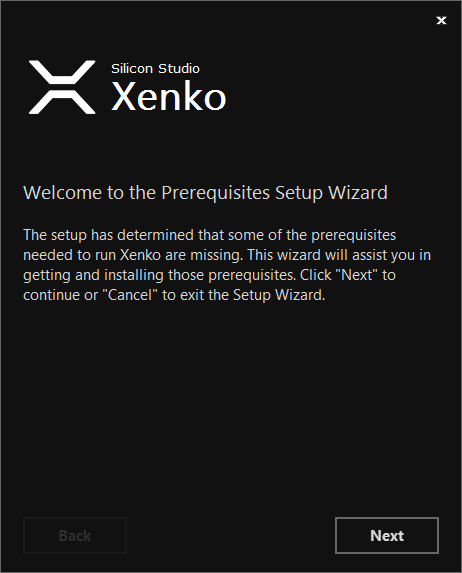 Silicon Studio
Xenko
Welcome to the Prerequisites Setup Wizard
The setup has determined that some of the prerequisites
needed to run Xenko are missing. This wizard will assist you in
getting and installing those prerequisites. Click "Next" to
continue or "Cancel" to exit the Setup Wizard.
Back
Next